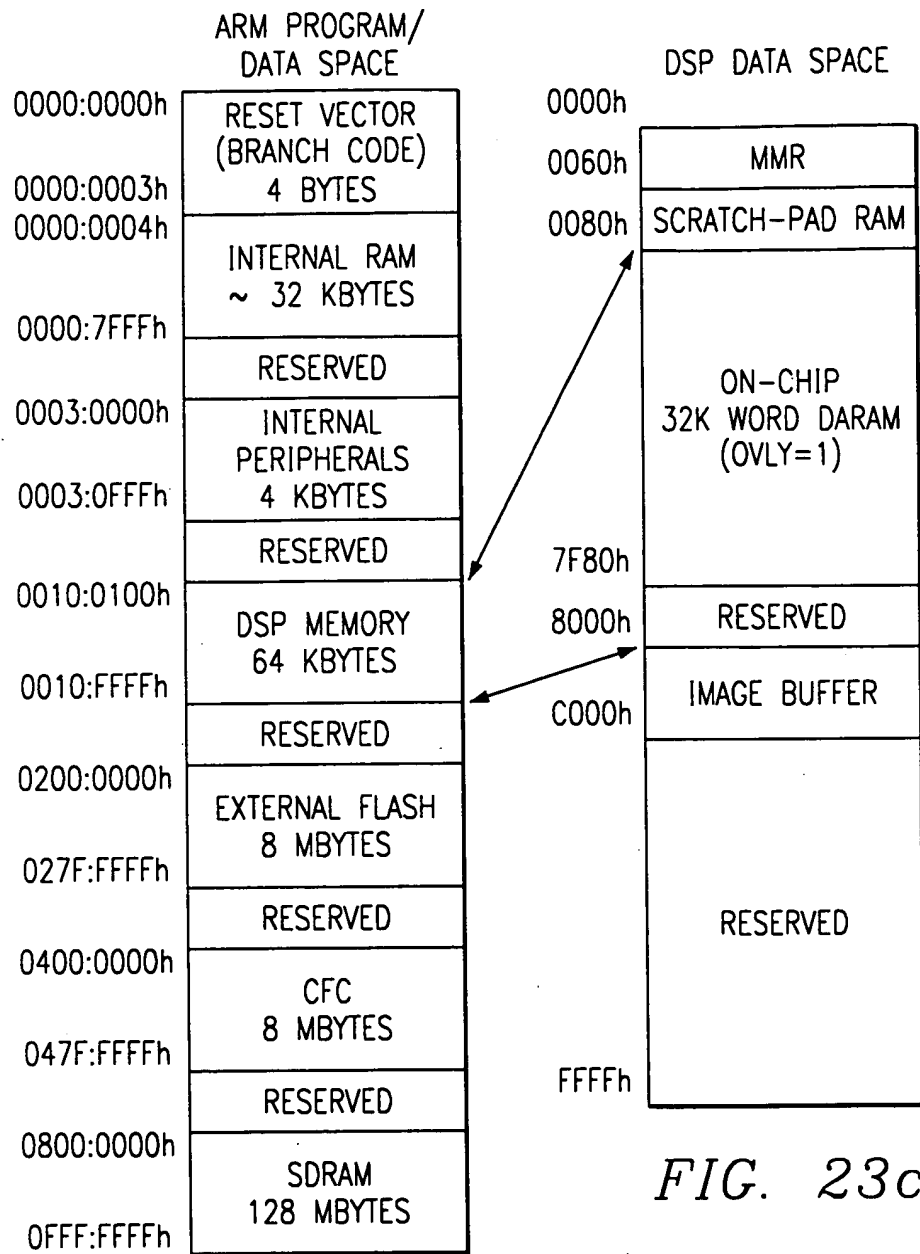 ARM PROGRAM/
DATA SPACE
0000:0000h
RESET VECTOR
(BRANCH CODE)
4 BYTES
0000:0003h
0000:0004h
INTERNAL RAM
~ 32 KBYTES
0000:7FFFh
RESERVED
0003:0000h
INTERNAL
PERIPHERALS
4 KBYTES
0003:0FFFh
RESERVED
0010:0100h
DSP MEMORY
64 KBYTES
0010:FFFFh
RESERVED
0200:0000h
EXTERNAL FLASH
8 MBYTES
027F:FFFFh
RESERVED
0400:0000h
CFC
8 MBYTES
047F:FFFFh
RESERVED
0800:0000h
SDRAM
128 MBYTES
0FFF:FFFFh
DSP DATA SPACE
0000h
MMR
0060h
SCRATCH-PAD RAM
0080h
ON-CHIP
32K WORD DARAM
(OVLY=1)
7F80h
RESERVED
8000h
IMAGE BUFFER
C000h
RESERVED
FFFFh
FIG. 23c